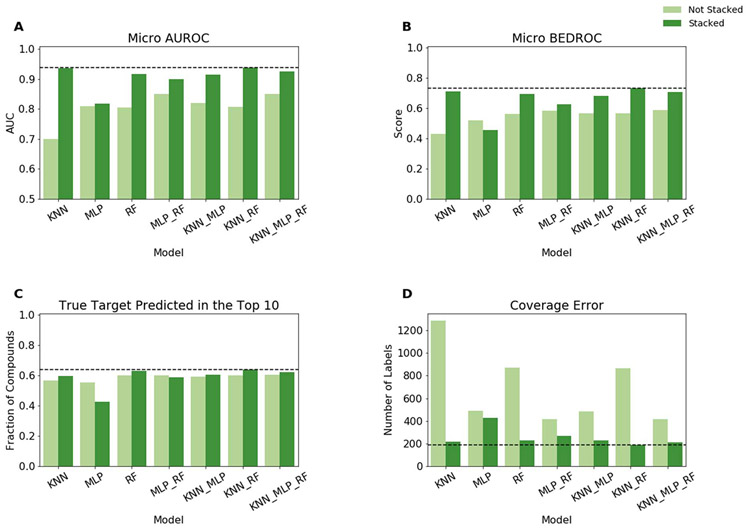 Not Stacked
Stacked
A
Micro AUROC
1.0
0.9
0.8
0.7
0.6
0.5
AUC
KNN
MLP
RF
MLP_RF
KNN_MLP
KNN_RF
KNN_MLP_RF
Model
B
Micro BEDROC
1.0
0.8
0.6
0.4
0.2
0.0
Score
KNN
MLP
RF
MLP_RF
KNN_MLP
KNN_RF
KNN_MLP_RF
Model
C
True Target Predicted in the Top 10
1.0
0.8
0.6
0.4
0.2
0.0
Fraction of Compounds
KNN
MLP
RF
MLP_RF
KNN_MLP
KNN_RF
KNN_MLP_RF
Model
D
Coverage Error
1200
1000
800
600
400
200
0
Number of Labels
KNN
MLP
RF
MLP_RF
KNN_MLP
KNN_RF
KNN_MLP_RF
Model